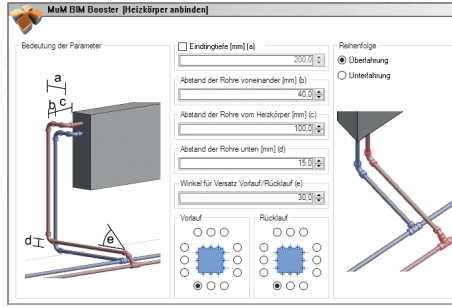 MuM BIM Booster [Heizkörper anbinden]
Bedeutung der Parameter
a
b
c
d
e
Eindringtiefe [mm] (a)
200,0
Abstand der Rohre voneinander [mm] (b)
40,0
Abstand der Rohre vom Heizkörper [mm] (c)
100,0
Abstand der Rohre unten [mm] (d)
15,0
Winkel für Versatz Vorlauf/Rücklauf (e)
30,0
Vorlauf
Rücklauf
Reihenfolge
Überfahrung
Unterfahrung